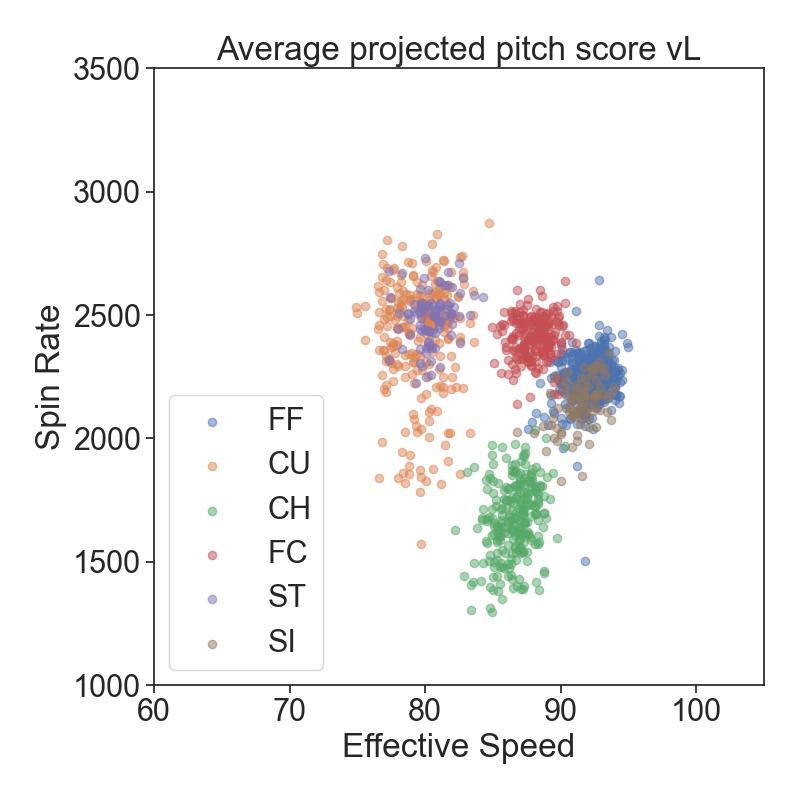 Average projected pitch score vL
3500
3000
2500
2000
1500
1000
Spin Rate
FF
CU
CH
FC
ST
SI
60
70
80
90
100
Effective Speed